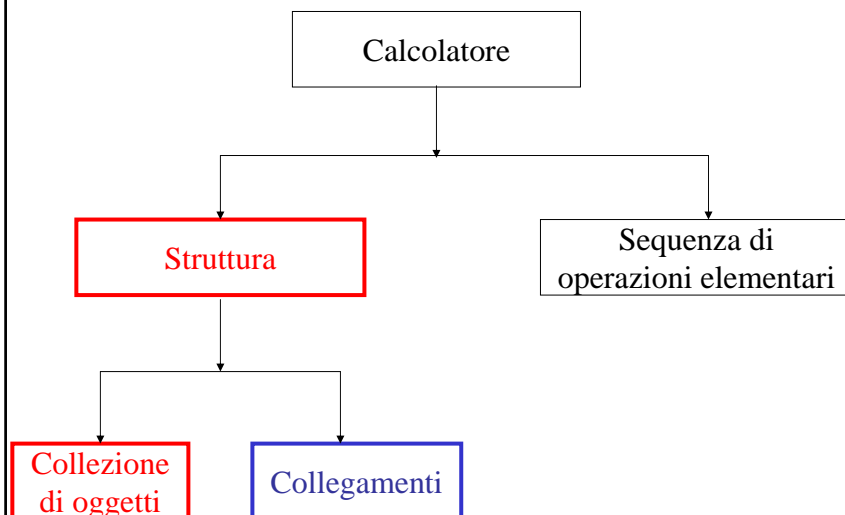 Calcolatore
Struttura
Sequenza di
operazioni elementari
Collezione
di oggetti
Collegamenti